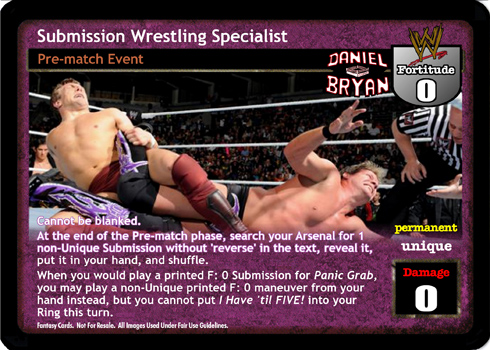 Submission Wrestling Specialist
Pre-match Event
DANIEL
BRYAN
W
Fortitude
0
Cannot be blanked.
At the end of the Pre-match phase, search your Arsenal for 1
non-Unique Submission without 'reverse' in the text, reveal it,
put it in your hand, and shuffle.
When you would play a printed F: 0 Submission for Panic Grab,
you may play a non-Unique printed F: 0 maneuver from your
hand instead, but you cannot put I Have 'til FIVE! into your
Ring this turn.
permanent
unique
Damage
0
Fantasy Cards. Not For Resale. All Images Used Under Fair Use Guidelines.